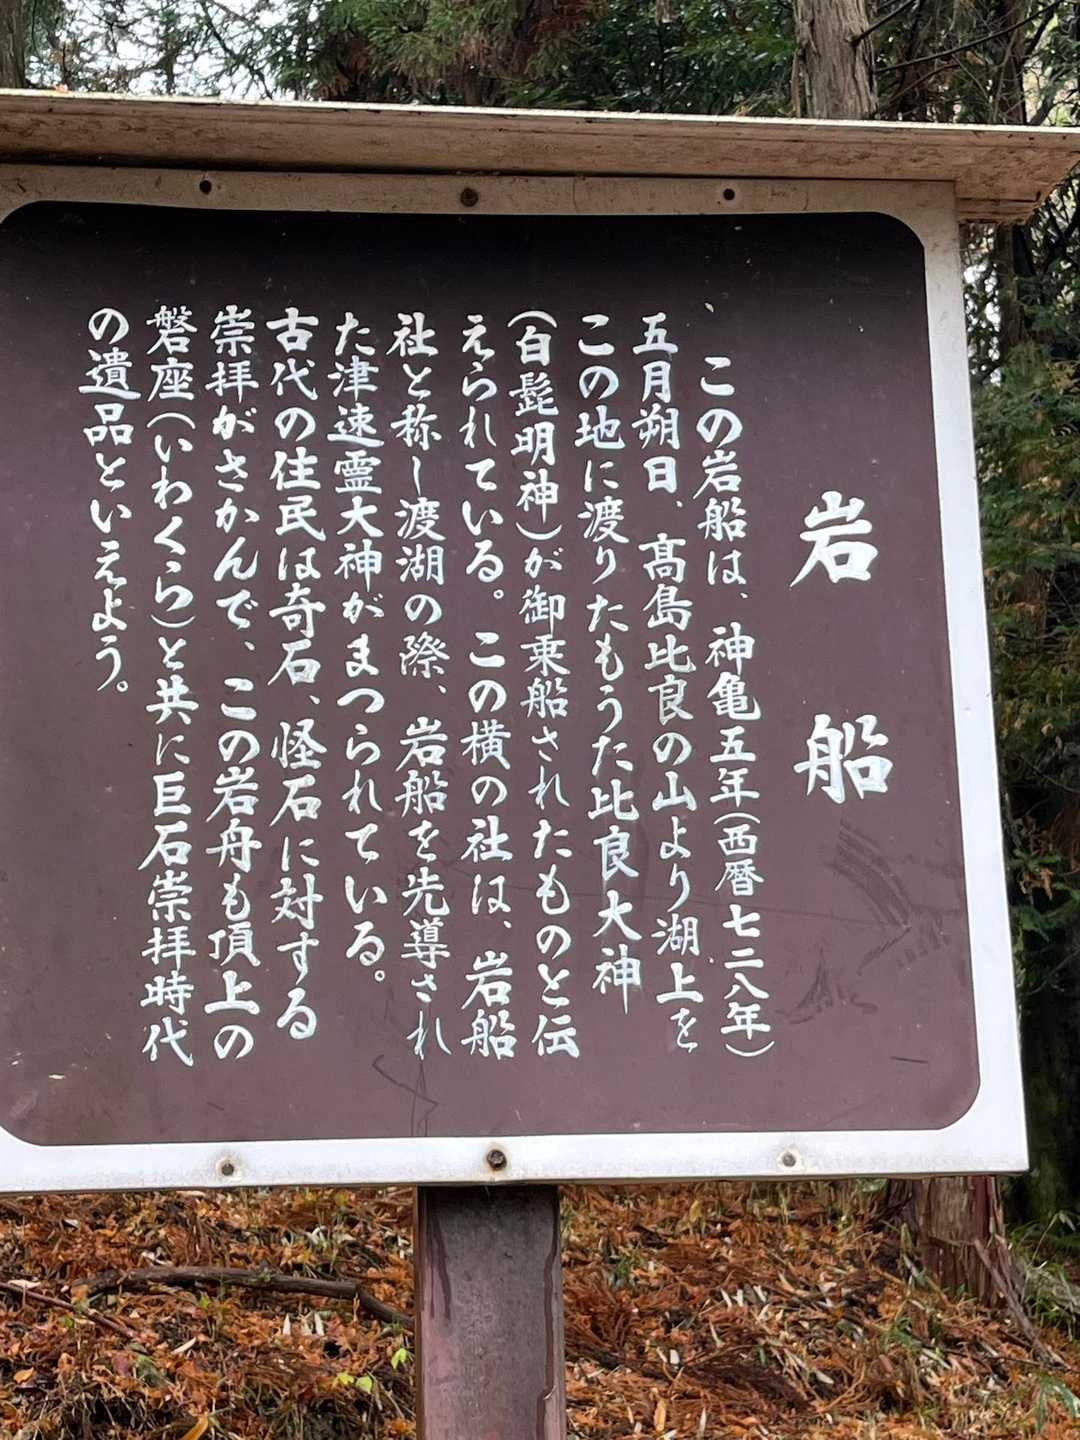 岩船
この岩船は、神亀五年(西暦七二八年)
五月朔日、高島比良の山より湖上を
この地に渡りたもうた比良大神
(白髭明神)が御乗船されたものと伝
えられている。この横の社は、岩船
社と称し渡湖の際、岩船を先導され
た津速霊大神がまつられている。
古代の住民は奇石、怪石に対する
崇拝がさかんで、この岩舟も頂上の
磐座(いわくら)と共に巨石崇拝時代
の遺品といえよう。